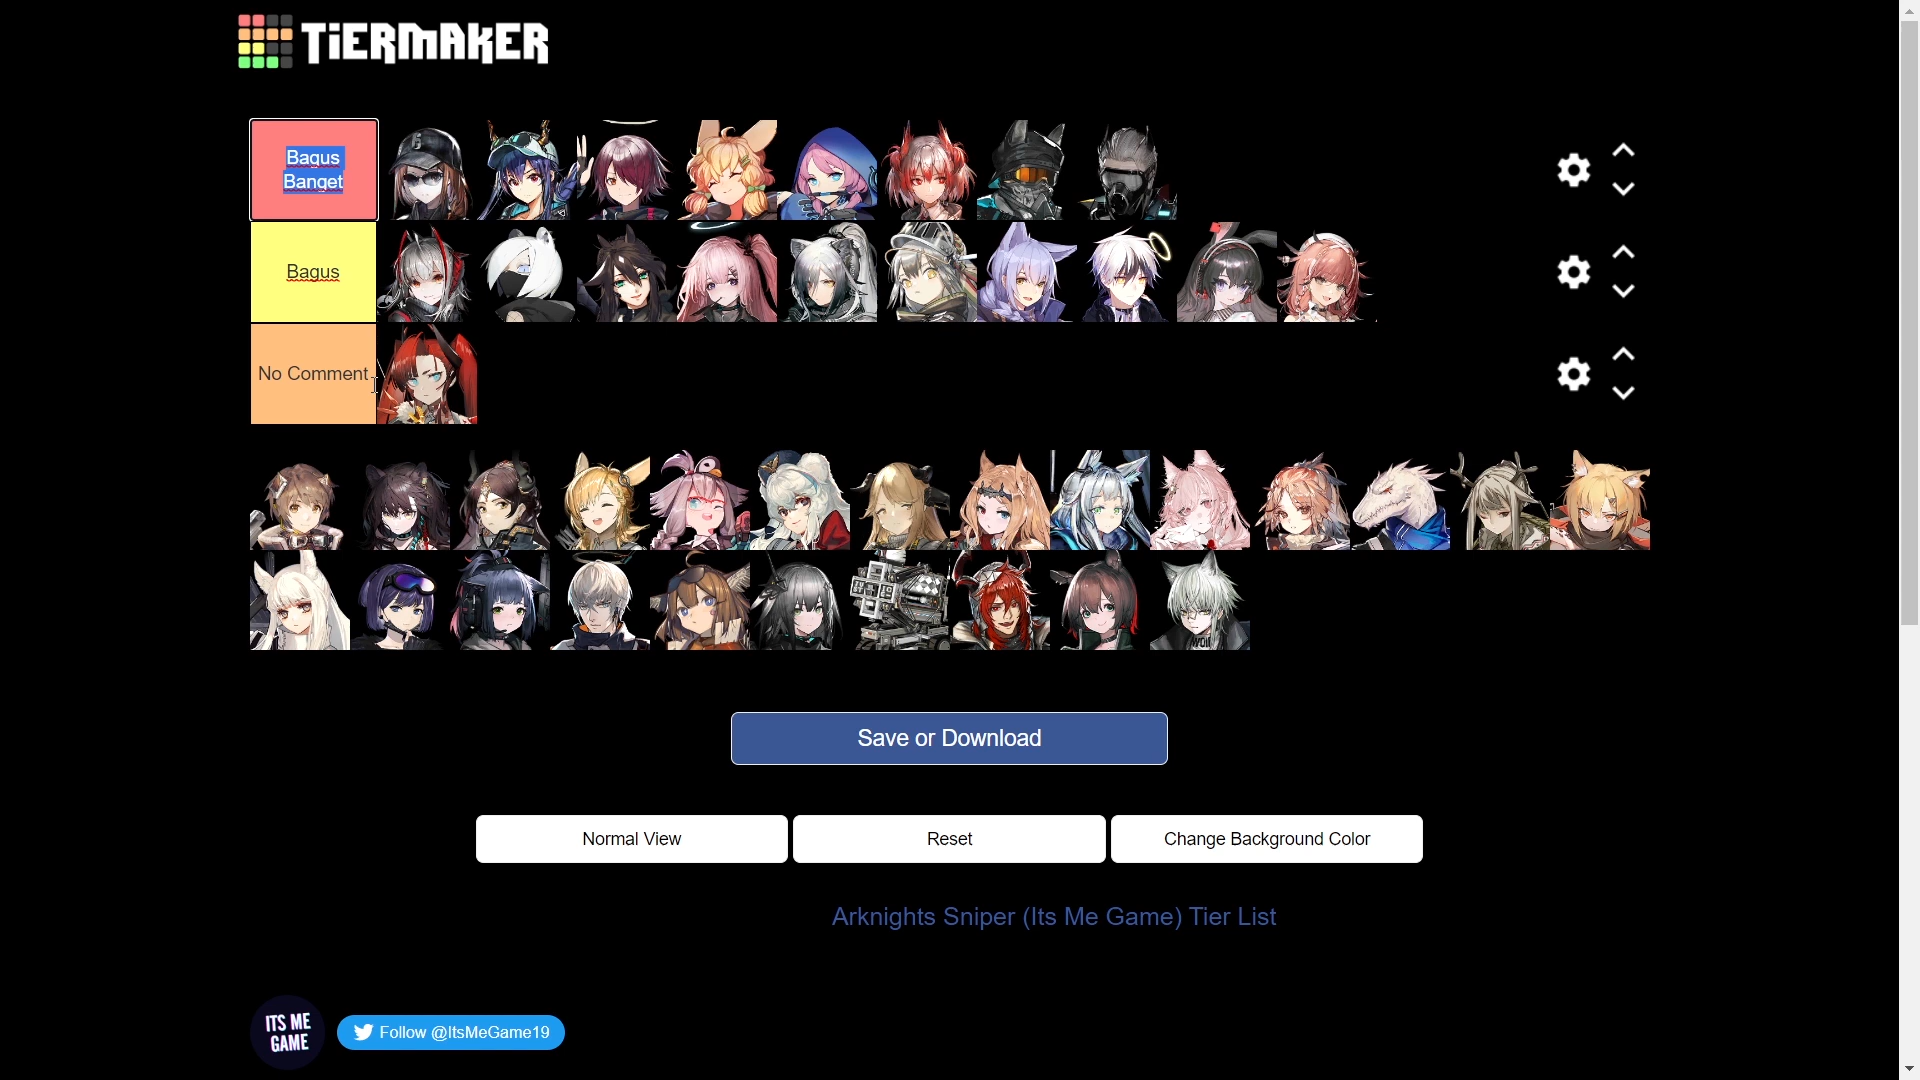 TiERMAKER
Bagus
Banget
Bagus
No Comment
Save or Download
Normal View
Reset
Change Background Color
Arknights Sniper (Its Me Game) Tier List
ITS ME
GAME
Follow @ItsMeGame19